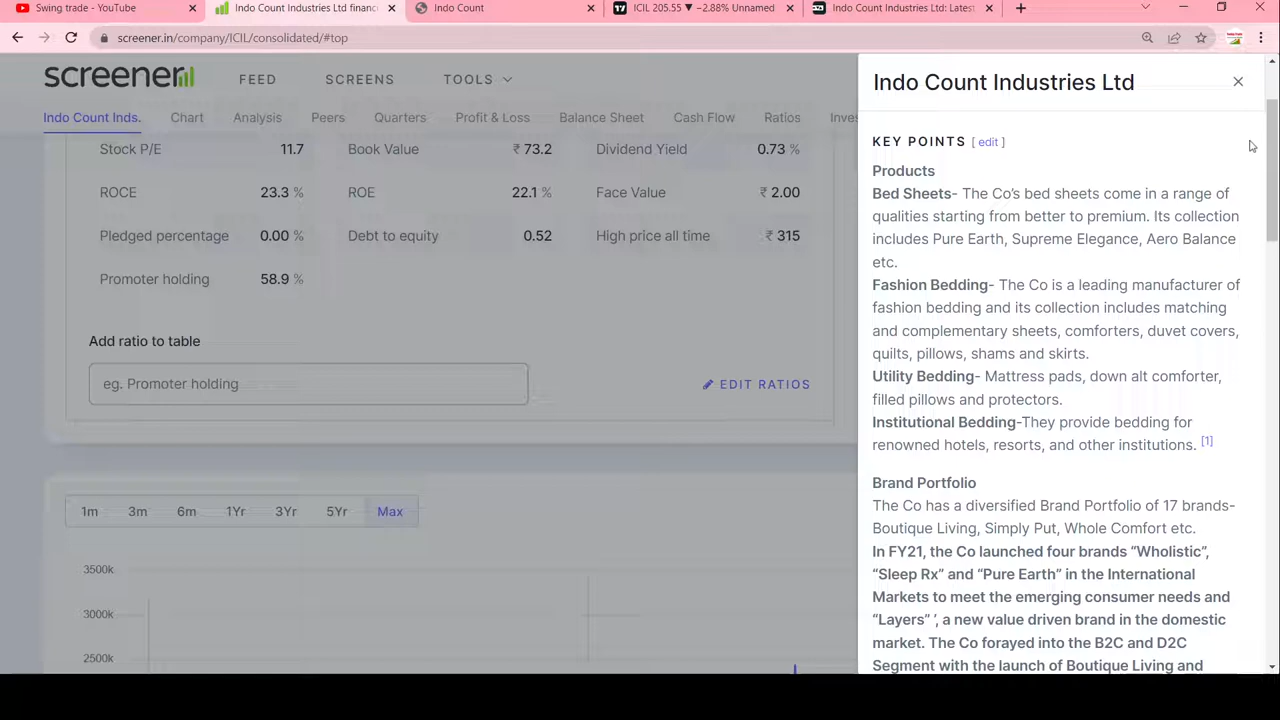 Swing trade - YouTube
Indo Count Industries Ltd financi
Indo Count
ICIL 205.55 ▼ −2.88% Unnamed
Indo Count Industries Ltd: Latest
screener.in/company/ICIL/consolidated/#top
screener
FEED
SCREENS
TOOLS
Indo Count Inds.
Chart
Analysis
Peers
Quarters
Profit & Loss
Balance Sheet
Cash Flow
Ratios
Inves
Stock P/E 11.7
Book Value ₹ 73.2
Dividend Yield 0.73 %
ROCE 23.3 %
ROE 22.1 %
Face Value ₹ 2.00
Pledged percentage 0.00 %
Debt to equity 0.52
High price all time ₹ 315
Promoter holding 58.9 %
Add ratio to table
eg. Promoter holding
EDIT RATIOS
1m 3m 6m 1Yr 3Yr 5Yr Max
3500k
3000k
2500k
Indo Count Industries Ltd
KEY POINTS [ edit ]
Products
Bed Sheets- The Co's bed sheets come in a range of
qualities starting from better to premium. Its collection
includes Pure Earth, Supreme Elegance, Aero Balance
etc.
Fashion Bedding- The Co is a leading manufacturer of
fashion bedding and its collection includes matching
and complementary sheets, comforters, duvet covers,
quilts, pillows, shams and skirts.
Utility Bedding- Mattress pads, down alt comforter,
filled pillows and protectors.
Institutional Bedding-They provide bedding for
renowned hotels, resorts, and other institutions. [1]
Brand Portfolio
The Co has a diversified Brand Portfolio of 17 brands-
Boutique Living, Simply Put, Whole Comfort etc.
In FY21, the Co launched four brands “Wholistic”,
“Sleep Rx” and “Pure Earth” in the International
Markets to meet the emerging consumer needs and
“Layers” ’, a new value driven brand in the domestic
market. The Co forayed into the B2C and D2C
Segment with the launch of Boutique Living and